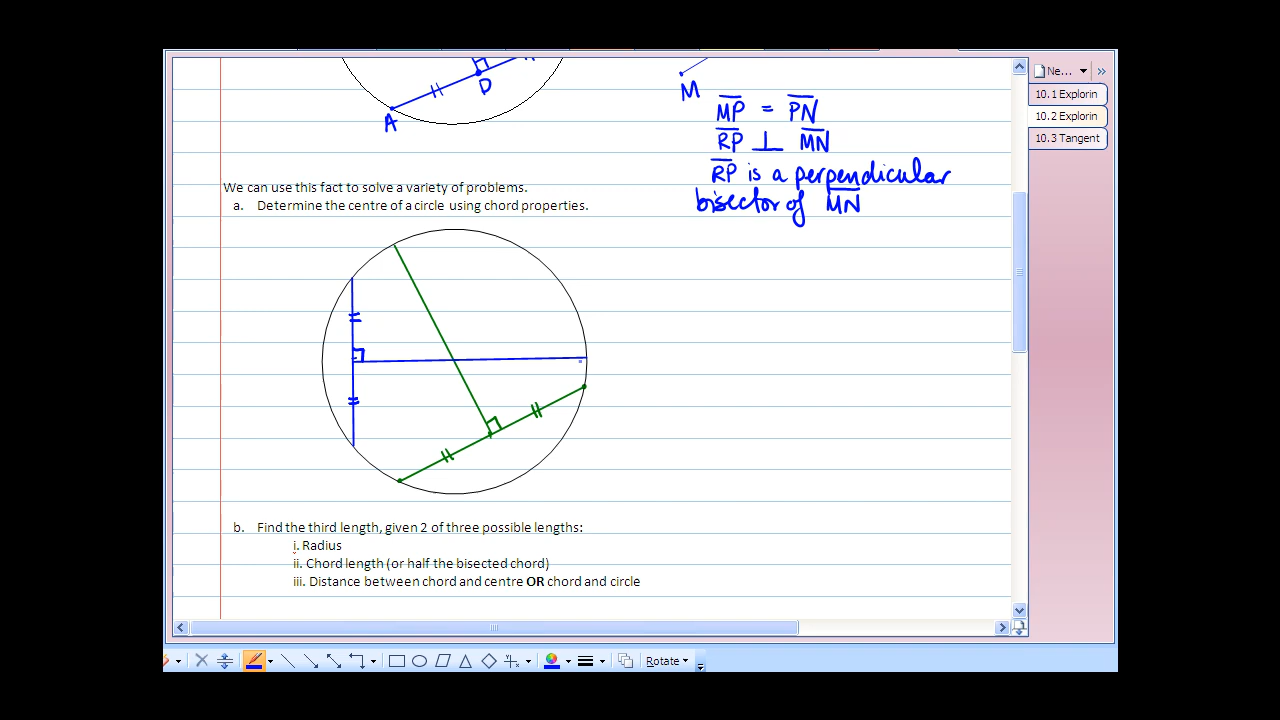 D
A
M
MP = PN
RP ⊥ MN
RP is a perpendicular
bisector of MN
We can use this fact to solve a variety of problems.
a. Determine the centre of a circle using chord properties.
b. Find the third length, given 2 of three possible lengths:
i. Radius
ii. Chord length (or half the bisected chord)
iii. Distance between chord and centre OR chord and circle
Ne...
10.1 Explorin
10.2 Explorin
10.3 Tangent
Rotate